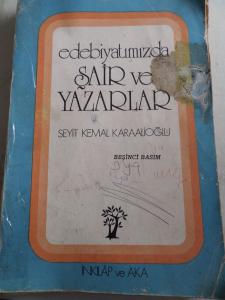 edebiyatımızda
ŞAİR ve
YAZARLAR
SEYİT KEMAL KARAALİOĞLU
BEŞİNCİ BASIM
İNKILÂP ve AKA